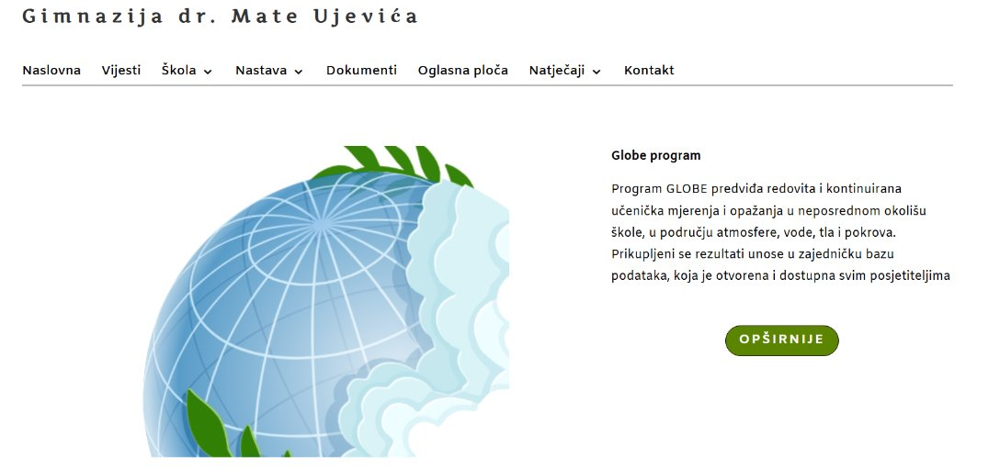 Gimnazija dr. Mate Ujevića
Naslovna Vijesti Škola Nastava Dokumenti Oglasna ploča Natječaji Kontakt
Globe program
Program GLOBE predviđa redovita i kontinuirana
učenička mjerenja i opažanja u neposrednom okolišu
škole, u području atmosfere, vode, tla i pokrova.
Prikupljeni se rezultati unose u zajedničku bazu
podataka, koja je otvorena i dostupna svim posjetiteljima
OPŠIRNIJE